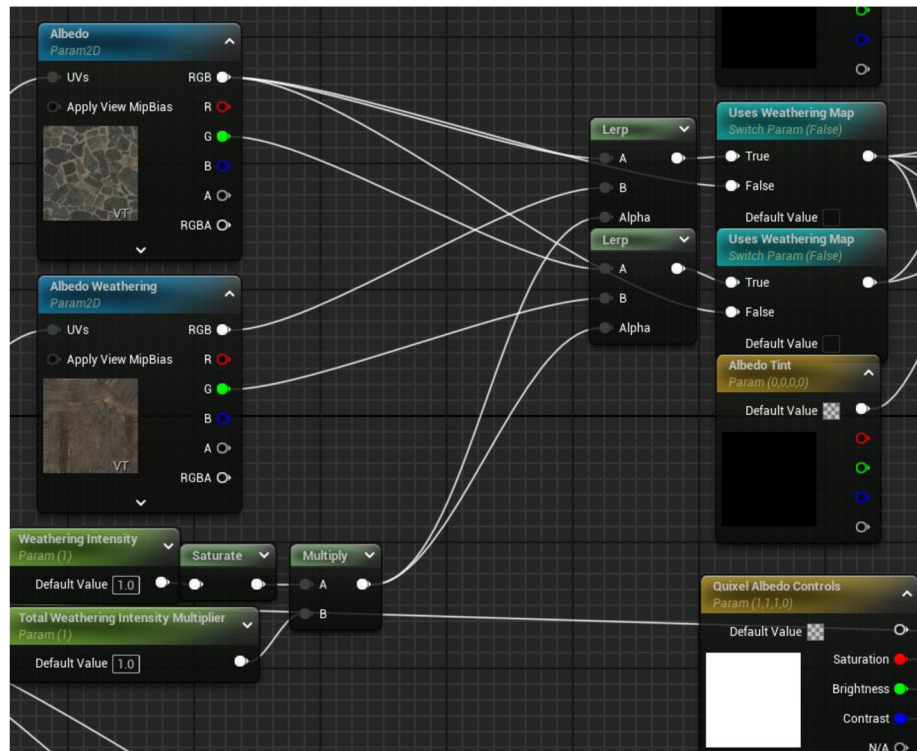 Albedo
Param2D
UVs RGB
Apply View MipBias R
G
B
A
VT
RGBA
Albedo Weathering
Param2D
UVs RGB
Apply View MipBias R
G
B
A
VT
RGBA
Weathering Intensity
Param (1)
Default Value 1.0
Saturate
Multiply
A
B
Total Weathering Intensity Multiplier
Param (1)
Default Value 1.0
Lerp
A
B
Alpha
Lerp
A
B
Alpha
Uses Weathering Map
Switch Param (False)
True
False
Default Value
Uses Weathering Map
Switch Param (False)
True
False
Default Value
Albedo Tint
Param (0,0,0,0)
Default Value
Quixel Albedo Controls
Param (1,1,1,0)
Default Value
Saturation
Brightness
Contrast
N/A